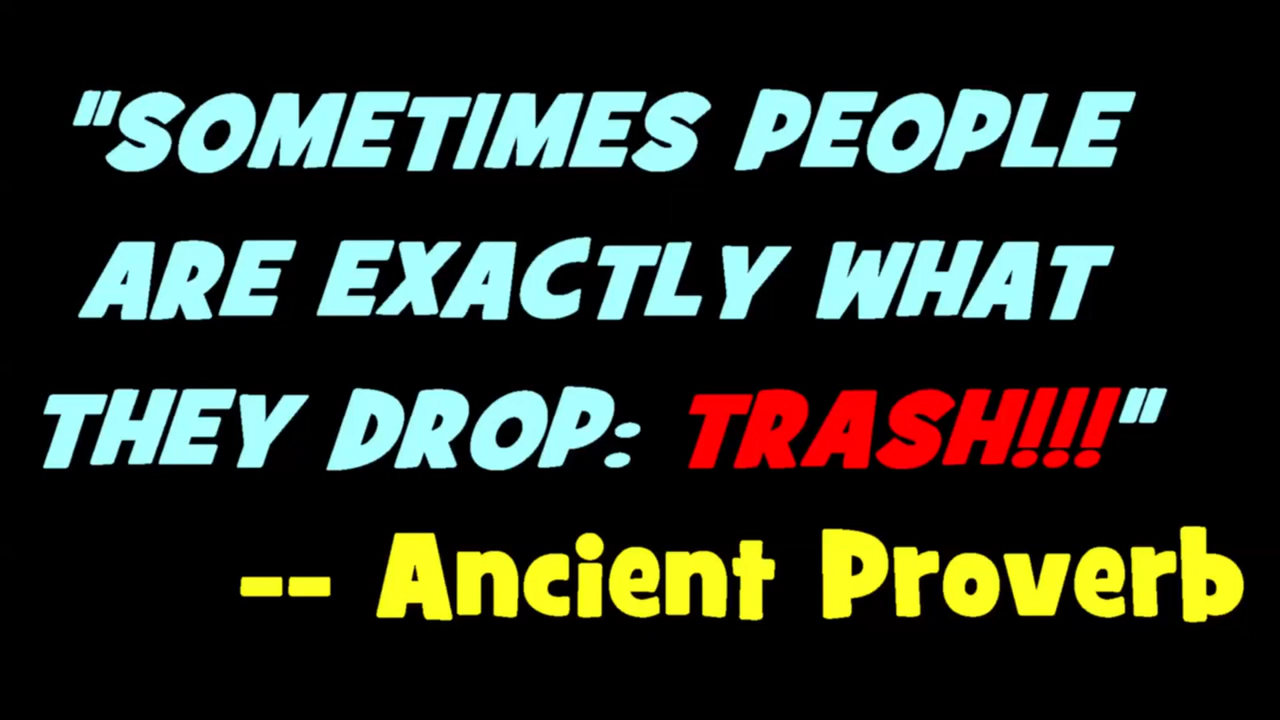 "SOMETIMES PEOPLE
ARE EXACTLY WHAT
THEY DROP: TRASH!!!"
-- Ancient Proverb